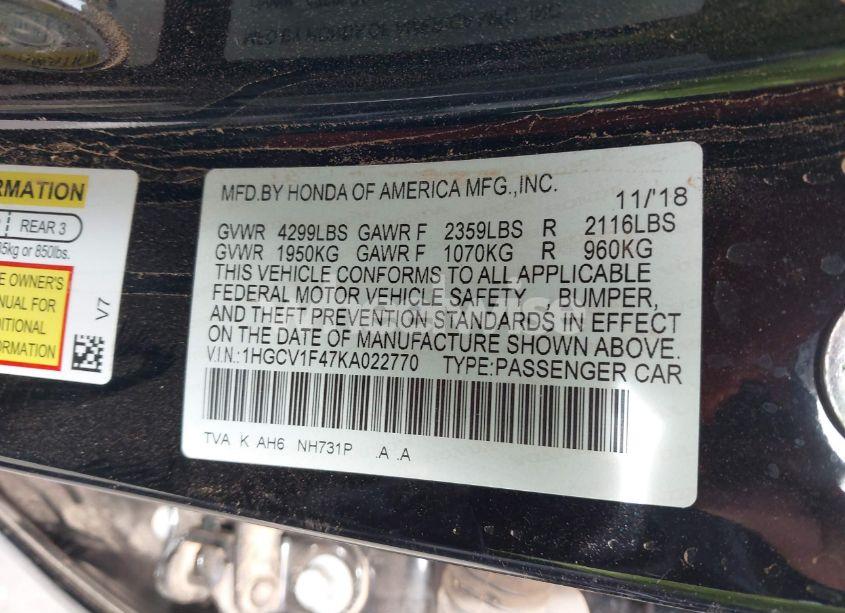 RMATION
REAR 3
5kg or 850lbs.
E OWNER'S
NUAL FOR
DITIONAL
ORMATION
V7
MFD.BY HONDA OF AMERICA MFG.,INC.
11/'18
GVWR 4299LBS GAWR F 2359LBS R 2116LBS
GVWR 1950KG GAWR F 1070KG R 960KG
THIS VEHICLE CONFORMS TO ALL APPLICABLE
FEDERAL MOTOR VEHICLE SAFETY , BUMPER,
AND THEFT PREVENTION STANDARDS IN EFFECT
ON THE DATE OF MANUFACTURE SHOWN ABOVE.
V.I.N.:1HGCV1F47KA022770 TYPE:PASSENGER CAR
TVA K AH6 NH731P .A .A